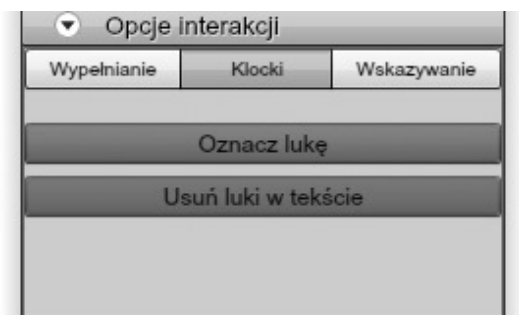 Opcje interakcji
Wypełnianie Klocki Wskazywanie
Oznacz lukę
Usuń luki w tekście